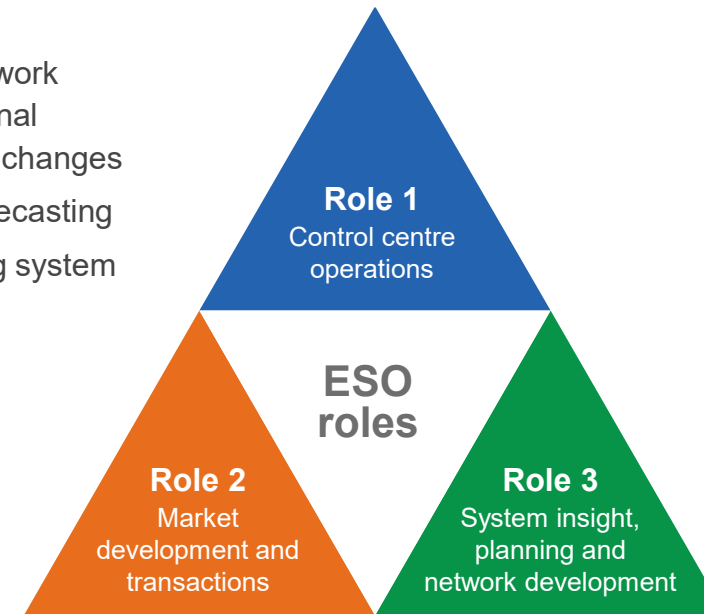 work
nal
changes
ecasting
g system
Role 1
Control centre
operations
ESO
roles
Role 2
Market
development and
transactions
Role 3
System insight,
planning and
network development